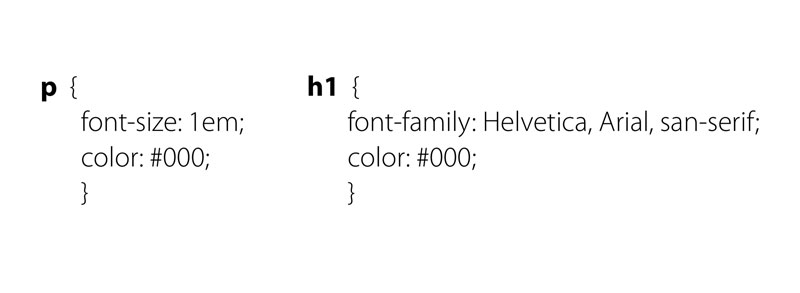 p {
font-size: 1em;
color: #000;
}
h1 {
font-family: Helvetica, Arial, san-serif;
color: #000;
}